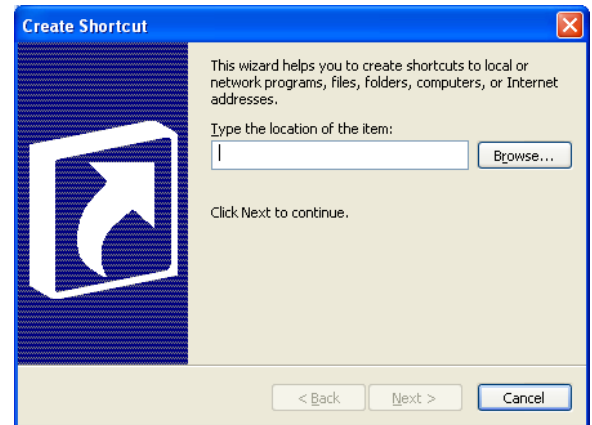 Create Shortcut
This wizard helps you to create shortcuts to local or
network programs, files, folders, computers, or Internet
addresses.
Type the location of the item:
Browse...
Click Next to continue.
< Back Next > Cancel